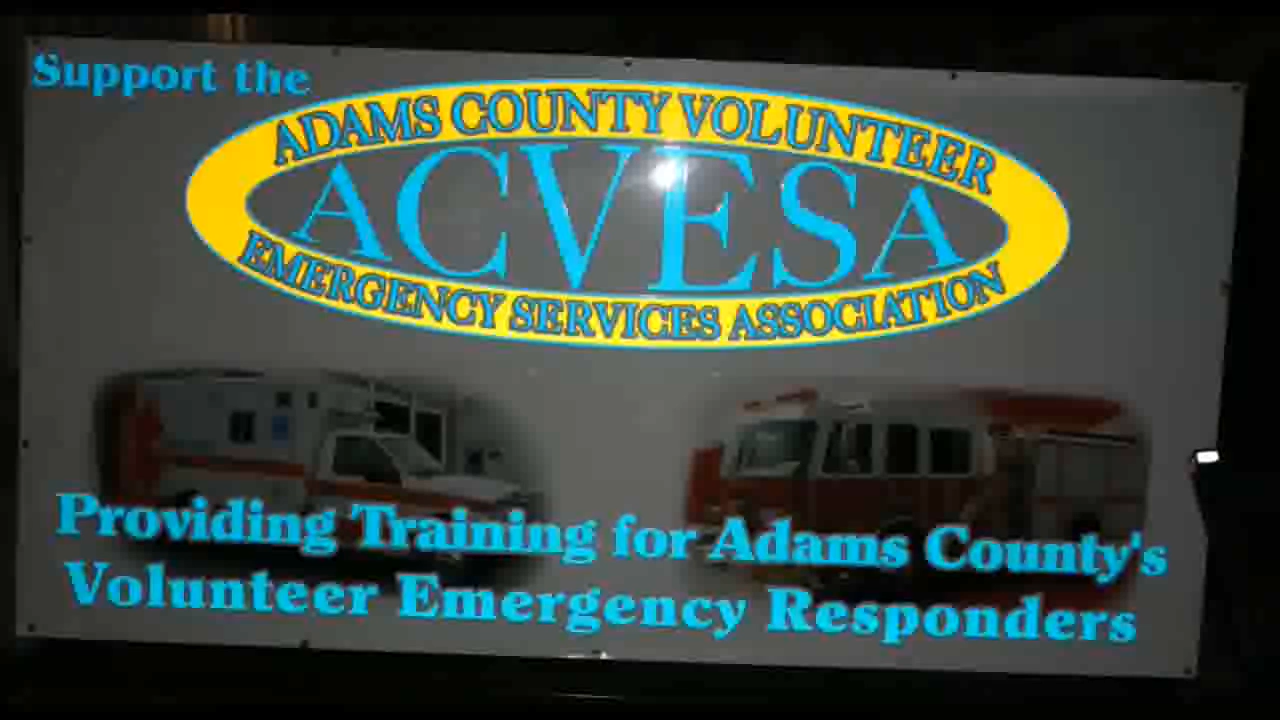 Support the
ADAMS COUNTY VOLUNTEER
ACVESA
EMERGENCY SERVICES ASSOCIATION
Providing Training for Adams County's
Volunteer Emergency Responders